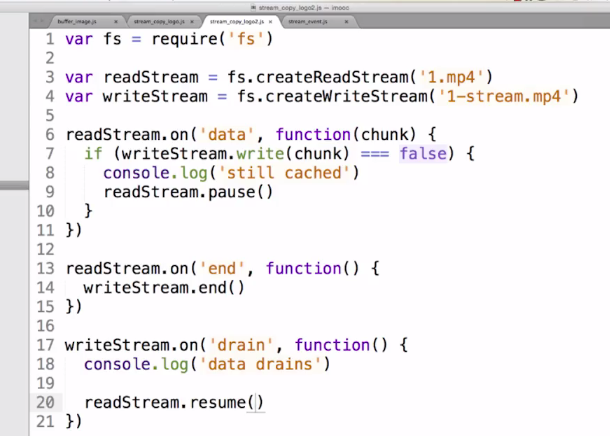 stream_copy_logo2.js — imooc
buffer_image.js × stream_copy_logo.js × stream_copy_logo2.js × stream_event.js ×
1 var fs = require('fs')
2
3 var readStream = fs.createReadStream('1.mp4')
4 var writeStream = fs.createWriteStream('1-stream.mp4')
5
6 readStream.on('data', function(chunk) {
7 if (writeStream.write(chunk) === false) {
8 console.log('still cached')
9 readStream.pause()
10 }
11 })
12
13 readStream.on('end', function() {
14 writeStream.end()
15 })
16
17 writeStream.on('drain', function() {
18 console.log('data drains')
19
20 readStream.resume()
21 })